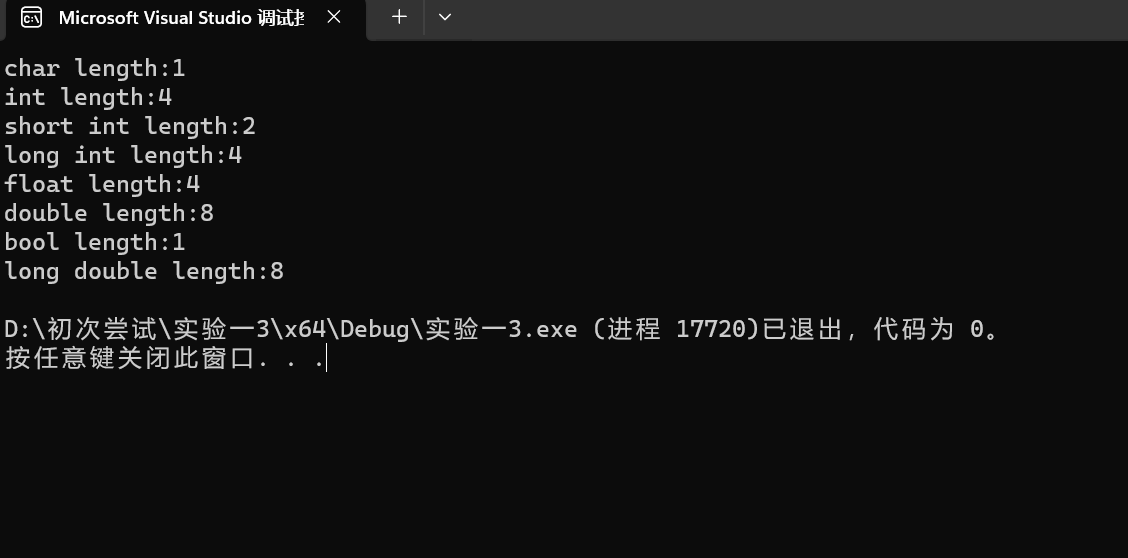 Microsoft Visual Studio 调试
char length:1
int length:4
short int length:2
long int length:4
float length:4
double length:8
bool length:1
long double length:8
D:\初次尝试\实验一3\x64\Debug\实验一3.exe (进程 17720)已退出，代码为 0。
按任意键关闭此窗口. . .